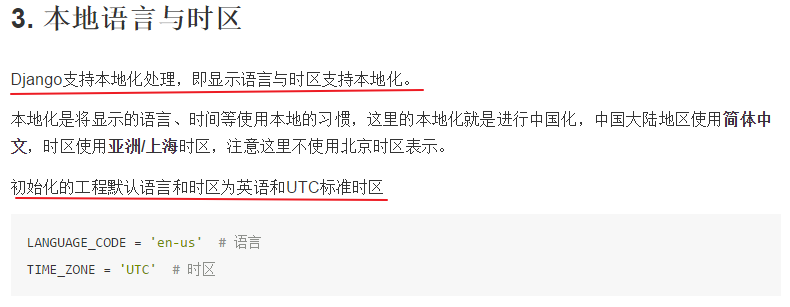 3. 本地语言与时区
Django支持本地化处理，即显示语言与时区支持本地化。
本地化是将显示的语言、时间等使用本地的习惯，这里的本地化就是进行中国化，中国大陆地区使用简体中
文，时区使用亚洲/上海时区，注意这里不使用北京时区表示。
初始化的工程默认语言和时区为英语和UTC标准时区
LANGUAGE_CODE = 'en-us'  # 语言
TIME_ZONE = 'UTC'  # 时区